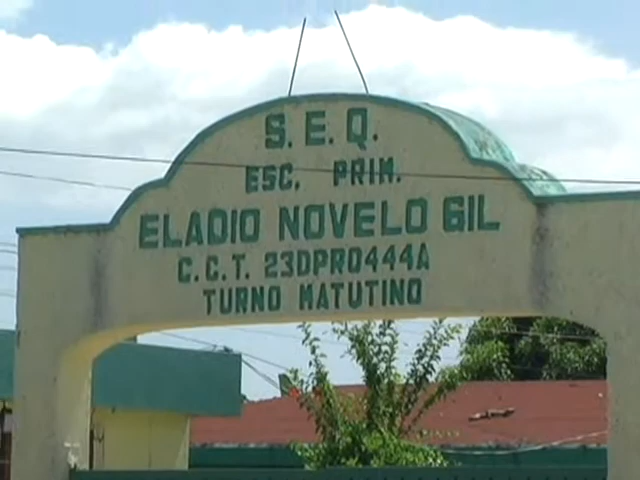 S. E. Q.
ESC. PRIM.
ELADIO NOVELO GIL
C.C.T. 23DPR0444A
TURNO MATUTINO